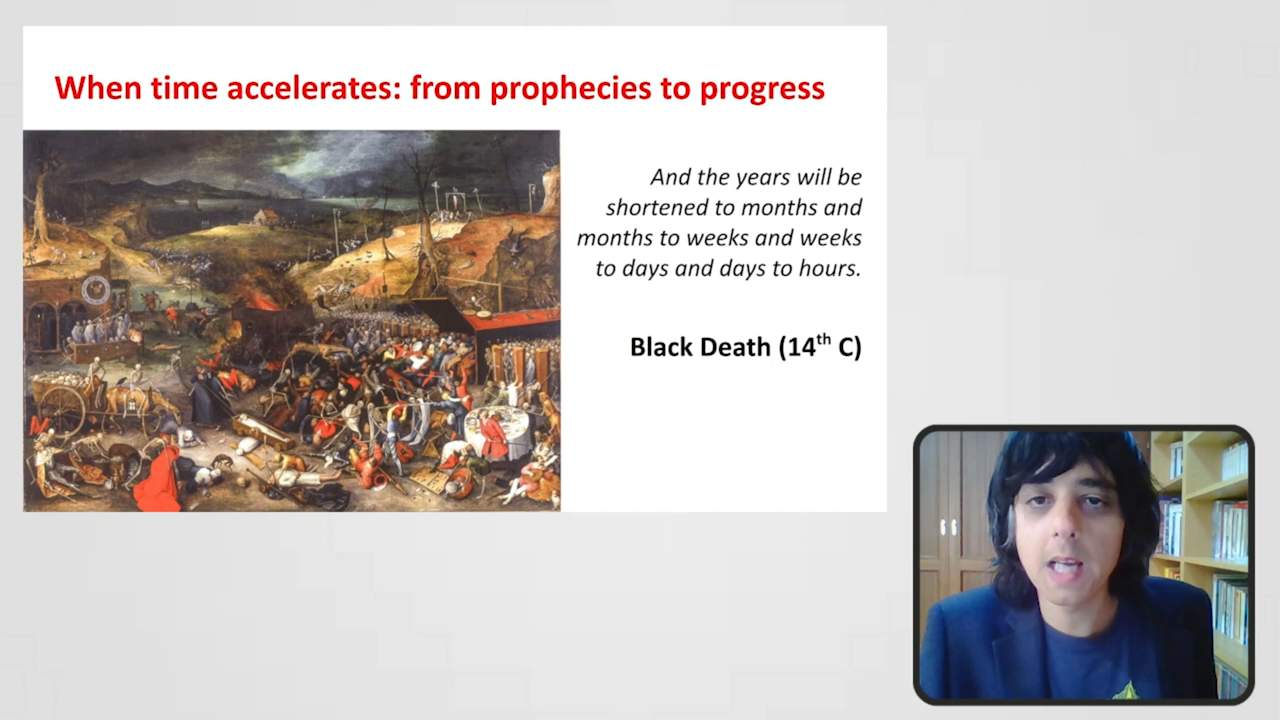 When time accelerates: from prophecies to progress
And the years will be
shortened to months and
months to weeks and weeks
to days and days to hours.
Black Death (14th C)